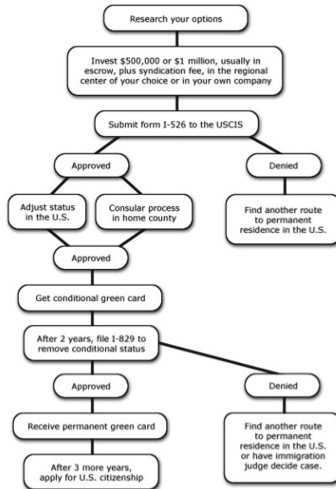 Research your options
Invest $500,000 or $1 million, usually in
escrow, plus syndication fee, in the regional
center of your choice or in your own company
Submit form I-526 to the USCIS
Approved
Denied
Adjust status
in the U.S.
Consular process
in home county
Find another route
to permanent
residence in the U.S.
Approved
Get conditional green card
After 2 years, file I-829 to
remove conditional status
Approved
Denied
Receive permanent green card
Find another route
to permanent
residence in the U.S.
or have immigration
judge decide case.
After 3 more years,
apply for U.S. citizenship